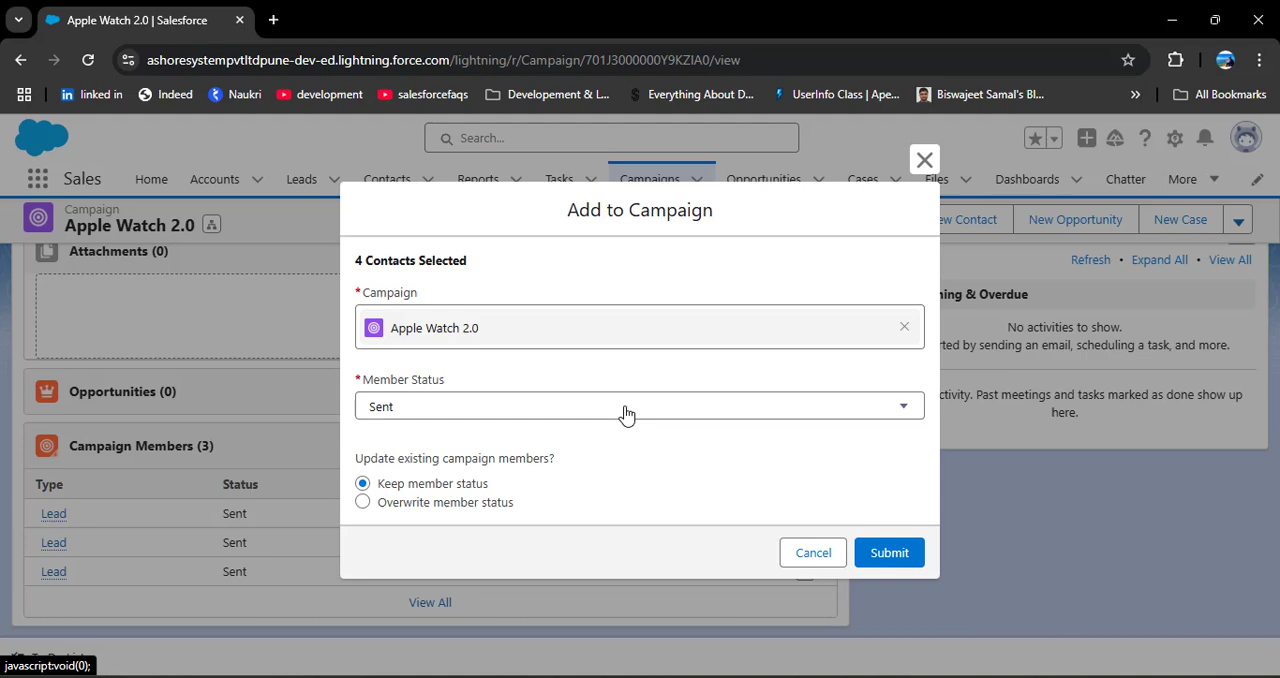 Apple Watch 2.0 | Salesforce
ashoresystempvtltdpune-dev-ed.lightning.force.com/lightning/r/Campaign/701J3000000Y9KZIA0/view
linked in Indeed Naukri development salesforcefaqs Developement & L... Everything About D... UserInfo Class | Ape... Biswajeet Samal's Bl... » All Bookmarks
Search...
Sales Home Accounts Leads Contacts Reports Tasks Campaigns Opportunities Cases Files Dashboards Chatter More
Campaign
Apple Watch 2.0
ew Contact New Opportunity New Case
Attachments (0)
Refresh • Expand All • View All
ing & Overdue
No activities to show.
rted by sending an email, scheduling a task, and more.
ctivity. Past meetings and tasks marked as done show up
here.
Opportunities (0)
Campaign Members (3)
Type Status
Lead Sent
Lead Sent
Lead Sent
View All
Add to Campaign
4 Contacts Selected
*Campaign
Apple Watch 2.0
*Member Status
Sent
Update existing campaign members?
Keep member status
Overwrite member status
Cancel Submit
javascript:void(0);